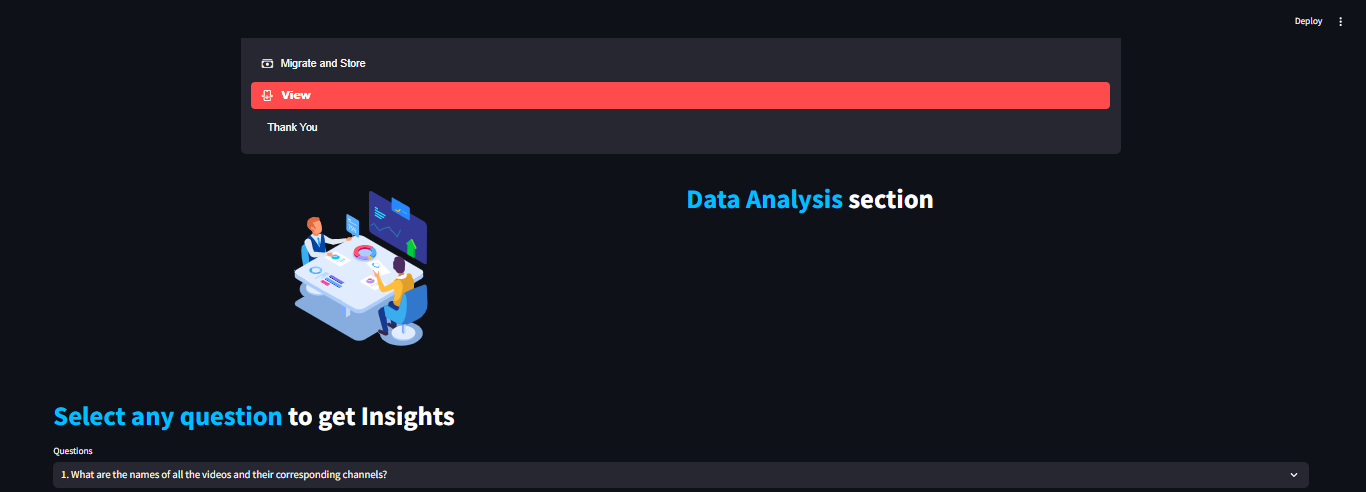 Deploy
Migrate and Store
View
Thank You
Data Analysis section
Select any question to get Insights
Questions
1. What are the names of all the videos and their corresponding channels?